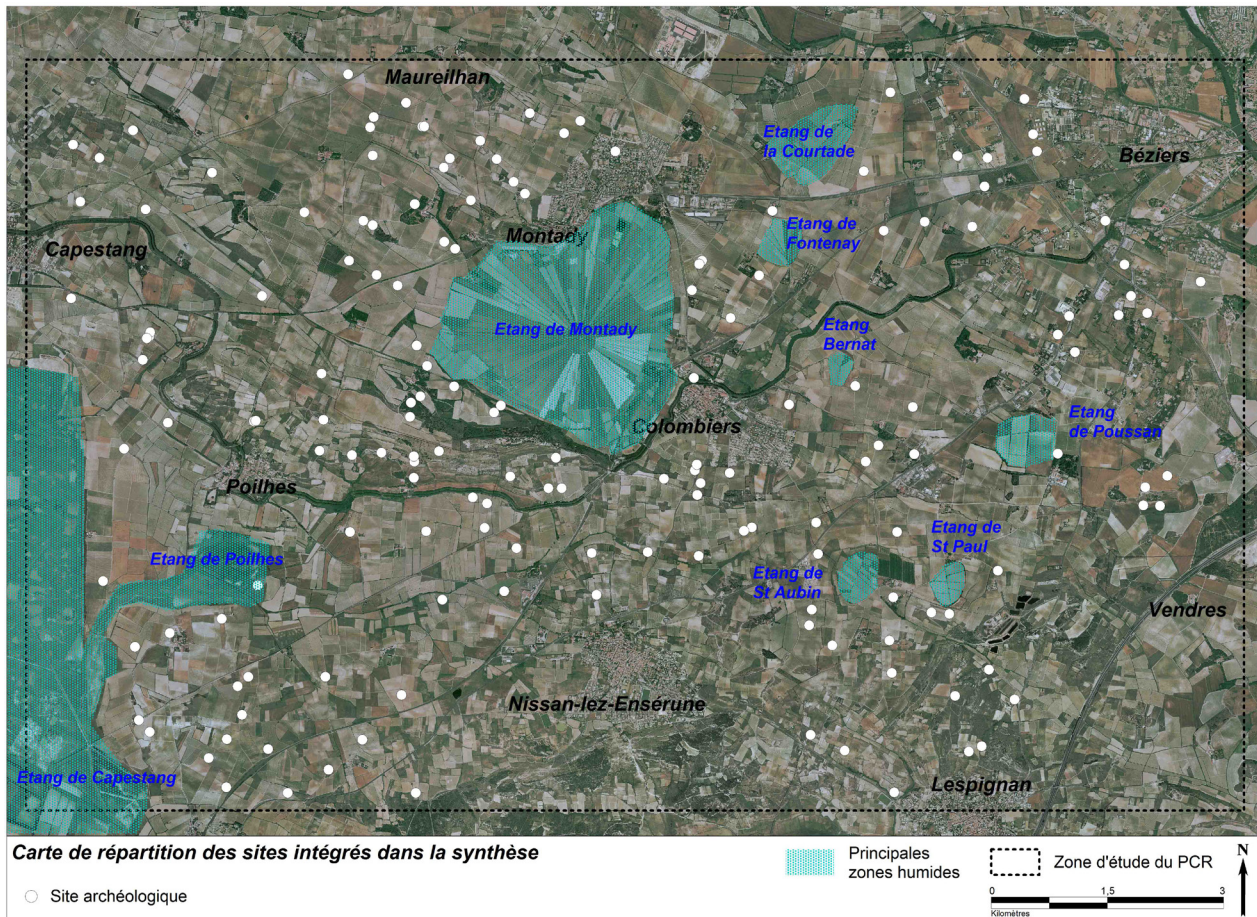 Maureilhan
Etang de
la Courtade
Béziers
Capestang
Montady
Etang de
Fontenay
Etang de Montady
Etang
Bernat
Colombiers
Etang
de Poussan
Poilhes
Etang de Poilhes
Etang de
St Paul
Etang de
St Aubin
Vendres
Nissan-lez-Ensérune
Etang de Capestang
Lespignan
Carte de répartition des sites intégrés dans la synthèse
Site archéologique
Principales
zones humides
Zone d'étude du PCR
N
0 1,5 3
Kilomètres